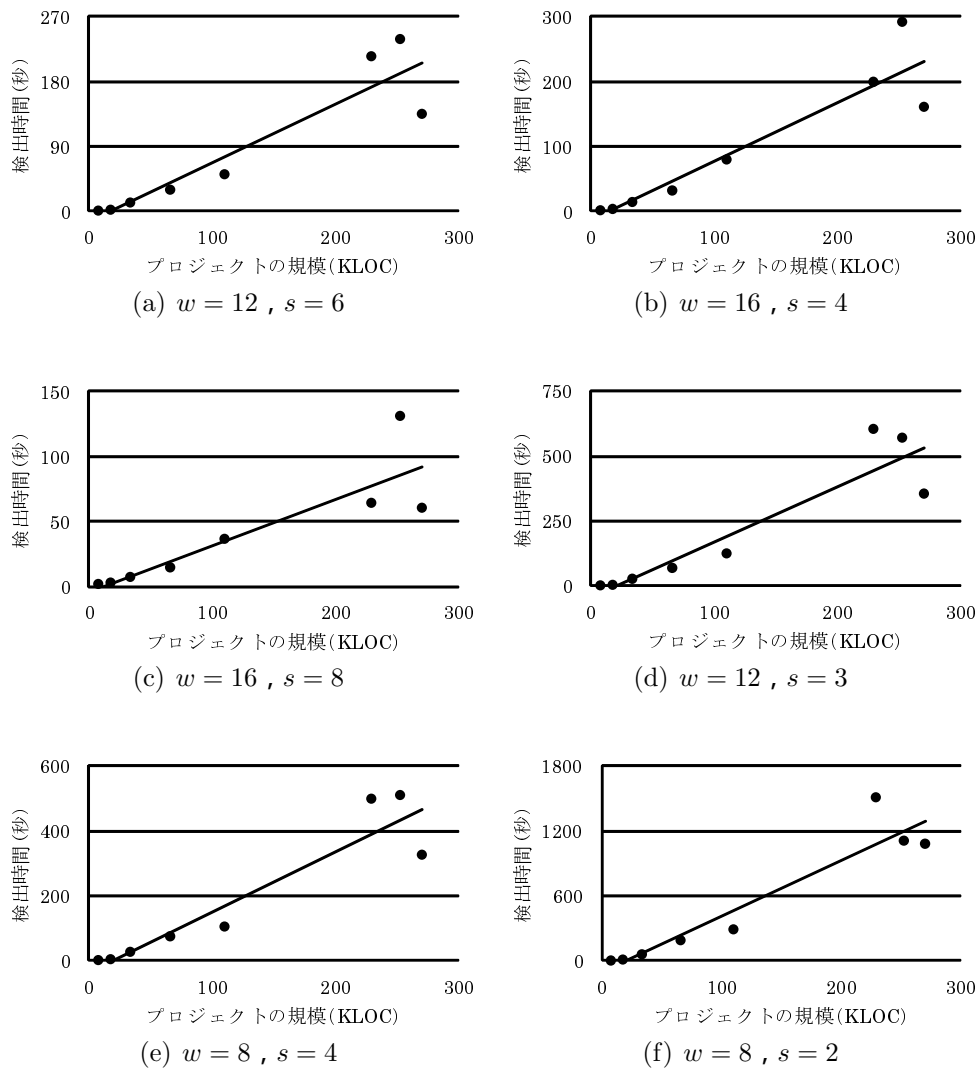 270
180
90
0
検出時間(秒)
0 100 200 300
プロジェクトの規模(KLOC)
(a) w = 12 , s = 6
300
200
100
0
検出時間(秒)
0 100 200 300
プロジェクトの規模(KLOC)
(b) w = 16 , s = 4
150
100
50
0
検出時間(秒)
0 100 200 300
プロジェクトの規模(KLOC)
(c) w = 16 , s = 8
750
500
250
0
検出時間(秒)
0 100 200 300
プロジェクトの規模(KLOC)
(d) w = 12 , s = 3
600
400
200
0
検出時間(秒)
0 100 200 300
プロジェクトの規模(KLOC)
(e) w = 8 , s = 4
1800
1200
600
0
検出時間(秒)
0 100 200 300
プロジェクトの規模(KLOC)
(f) w = 8 , s = 2